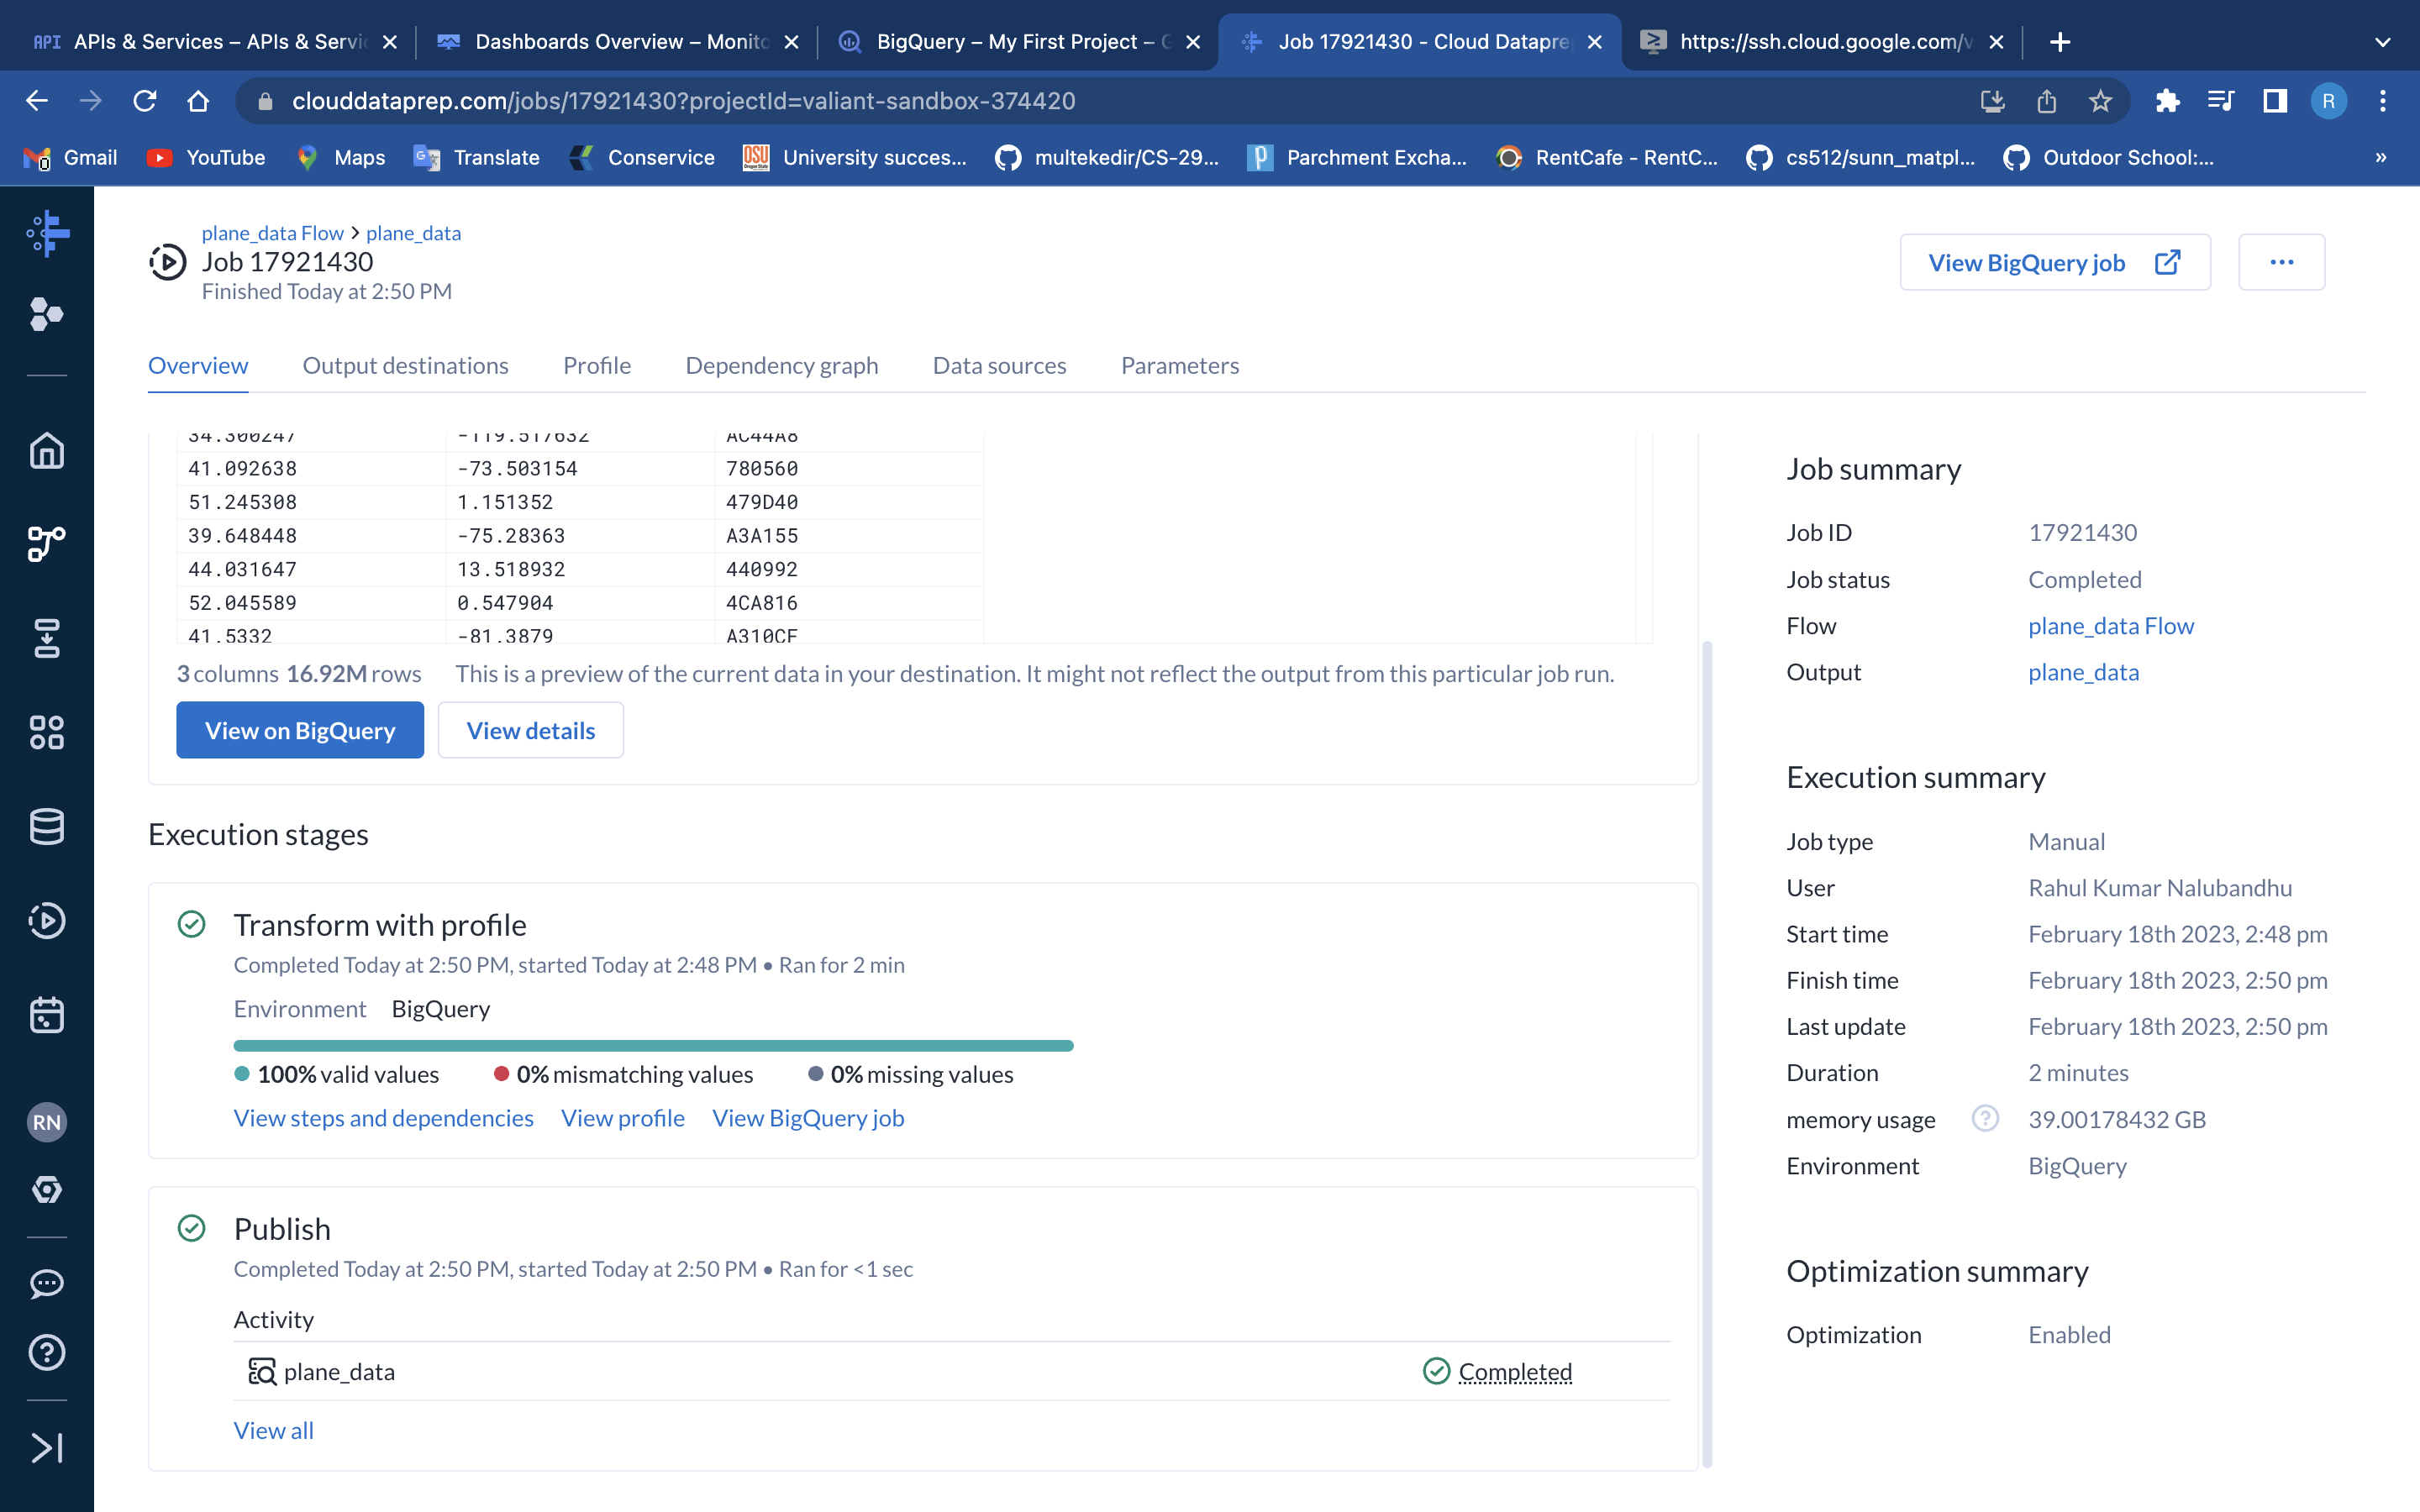 API APIs & Services – APIs & Servi
Dashboards Overview – Monito
BigQuery – My First Project – G
Job 17921430 - Cloud Datapre
https://ssh.cloud.google.com/v
clouddataprep.com/jobs/17921430?projectId=valiant-sandbox-374420
R
Gmail
YouTube
Maps
Translate
Conservice
OSU University succes...
multekedir/CS-29...
Parchment Excha...
RentCafe - RentC...
cs512/sunn_matpl...
Outdoor School:...
»
plane_data Flow > plane_data
Job 17921430
Finished Today at 2:50 PM
View BigQuery job
...
Overview
Output destinations
Profile
Dependency graph
Data sources
Parameters
34.300247 -119.517632 AC44A8
41.092638 -73.503154 780560
51.245308 1.151352 479D40
39.648448 -75.28363 A3A155
44.031647 13.518932 440992
52.045589 0.547904 4CA816
41.5332 -81.3879 A310CF
3 columns 16.92M rows This is a preview of the current data in your destination. It might not reflect the output from this particular job run.
View on BigQuery
View details
Execution stages
Transform with profile
Completed Today at 2:50 PM, started Today at 2:48 PM • Ran for 2 min
Environment BigQuery
100% valid values 0% mismatching values 0% missing values
View steps and dependencies View profile View BigQuery job
Publish
Completed Today at 2:50 PM, started Today at 2:50 PM • Ran for <1 sec
Activity
plane_data Completed
View all
Job summary
Job ID 17921430
Job status Completed
Flow plane_data Flow
Output plane_data
Execution summary
Job type Manual
User Rahul Kumar Nalubandhu
Start time February 18th 2023, 2:48 pm
Finish time February 18th 2023, 2:50 pm
Last update February 18th 2023, 2:50 pm
Duration 2 minutes
memory usage ? 39.00178432 GB
Environment BigQuery
Optimization summary
Optimization Enabled
RN